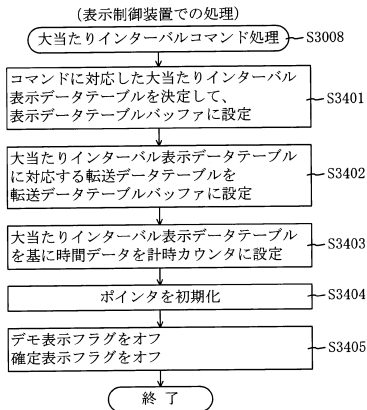 (表示制御装置での処理)
大当たりインターバルコマンド処理
S3008
コマンドに対応した大当たりインターバル
表示データテーブルを決定して、
表示データテーブルバッファに設定
S3401
大当たりインターバル表示データテーブル
に対応する転送データテーブルを
転送データテーブルバッファに設定
S3402
大当たりインターバル表示データテーブル
を基に時間データを計時カウンタに設定
S3403
ポインタを初期化
S3404
デモ表示フラグをオフ
確定表示フラグをオフ
S3405
終了